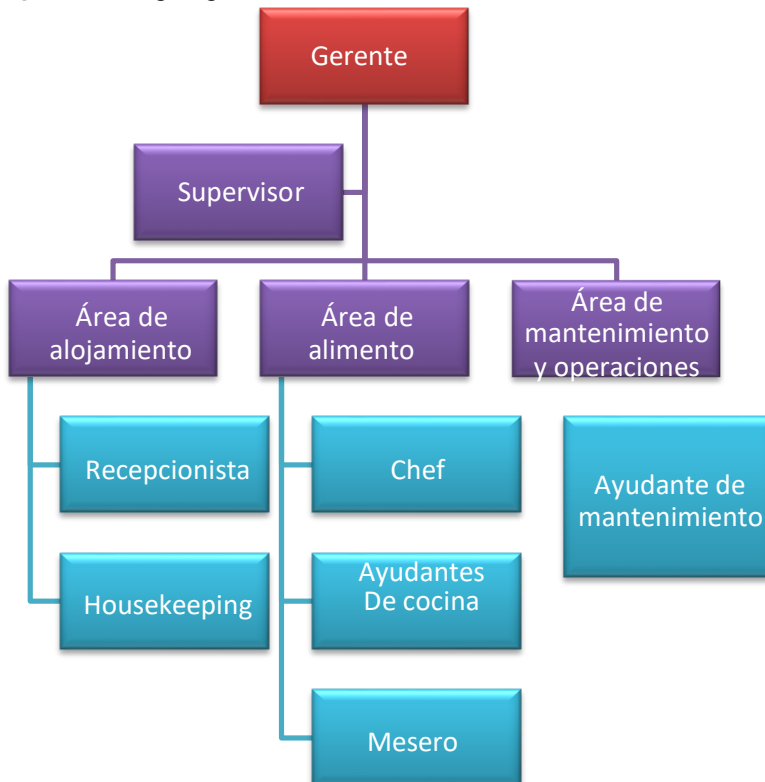 Gerente
Supervisor
Área de
alojamiento
Área de
alimento
Área de
mantenimiento
y operaciones
Recepcionista
Chef
Ayudante de
mantenimiento
Housekeeping
Ayudantes
De cocina
Mesero